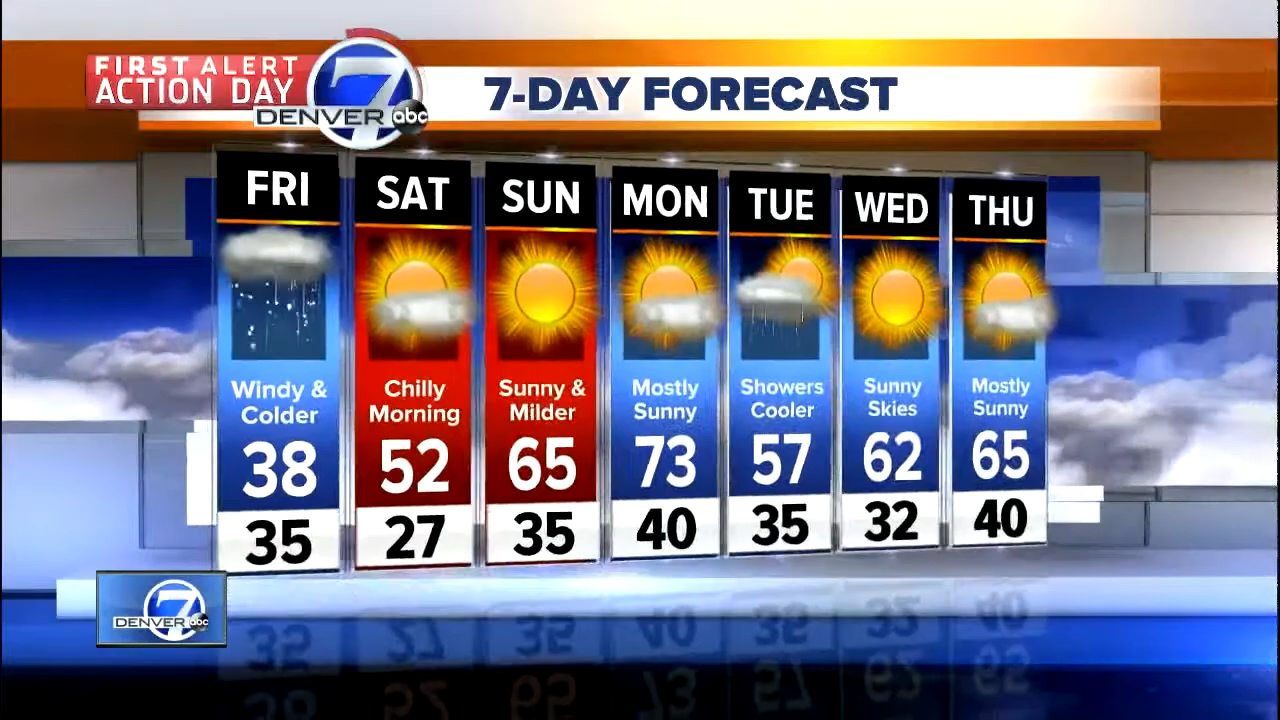 FIRST ALERT
ACTION DAY
7
DENVER abc
7-DAY FORECAST
FRI
Windy &
Colder
38
35
SAT
Chilly
Morning
52
27
SUN
Sunny &
Milder
65
35
MON
Mostly
Sunny
73
40
TUE
Showers
Cooler
57
35
WED
Sunny
Skies
62
32
THU
Mostly
Sunny
65
40
7
DENVER abc